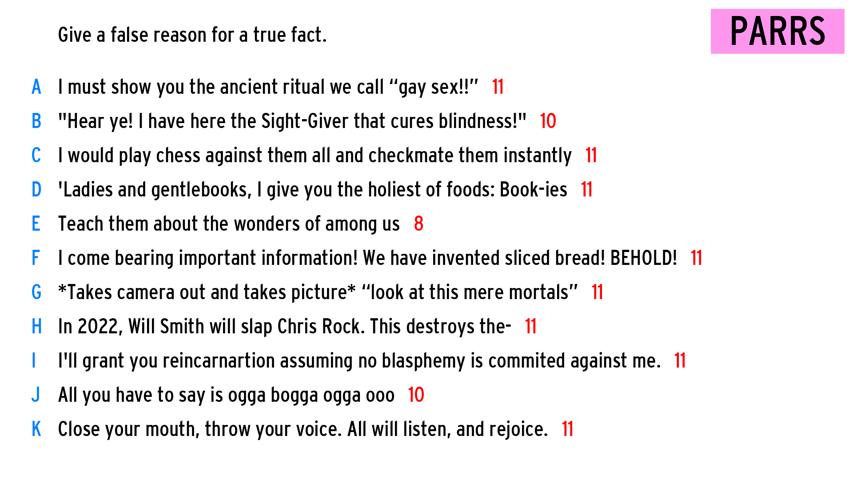 Give a false reason for a true fact.
PARRS
A I must show you the ancient ritual we call “gay sex!!” 11
B "Hear ye! I have here the Sight-Giver that cures blindness!" 10
C I would play chess against them all and checkmate them instantly 11
D 'Ladies and gentlebooks, I give you the holiest of foods: Book-ies 11
E Teach them about the wonders of among us 8
F I come bearing important information! We have invented sliced bread! BEHOLD! 11
G *Takes camera out and takes picture* “look at this mere mortals” 11
H In 2022, Will Smith will slap Chris Rock. This destroys the- 11
I I'll grant you reincarnartion assuming no blasphemy is commited against me. 11
J All you have to say is ogga bogga ogga ooo 10
K Close your mouth, throw your voice. All will listen, and rejoice. 11